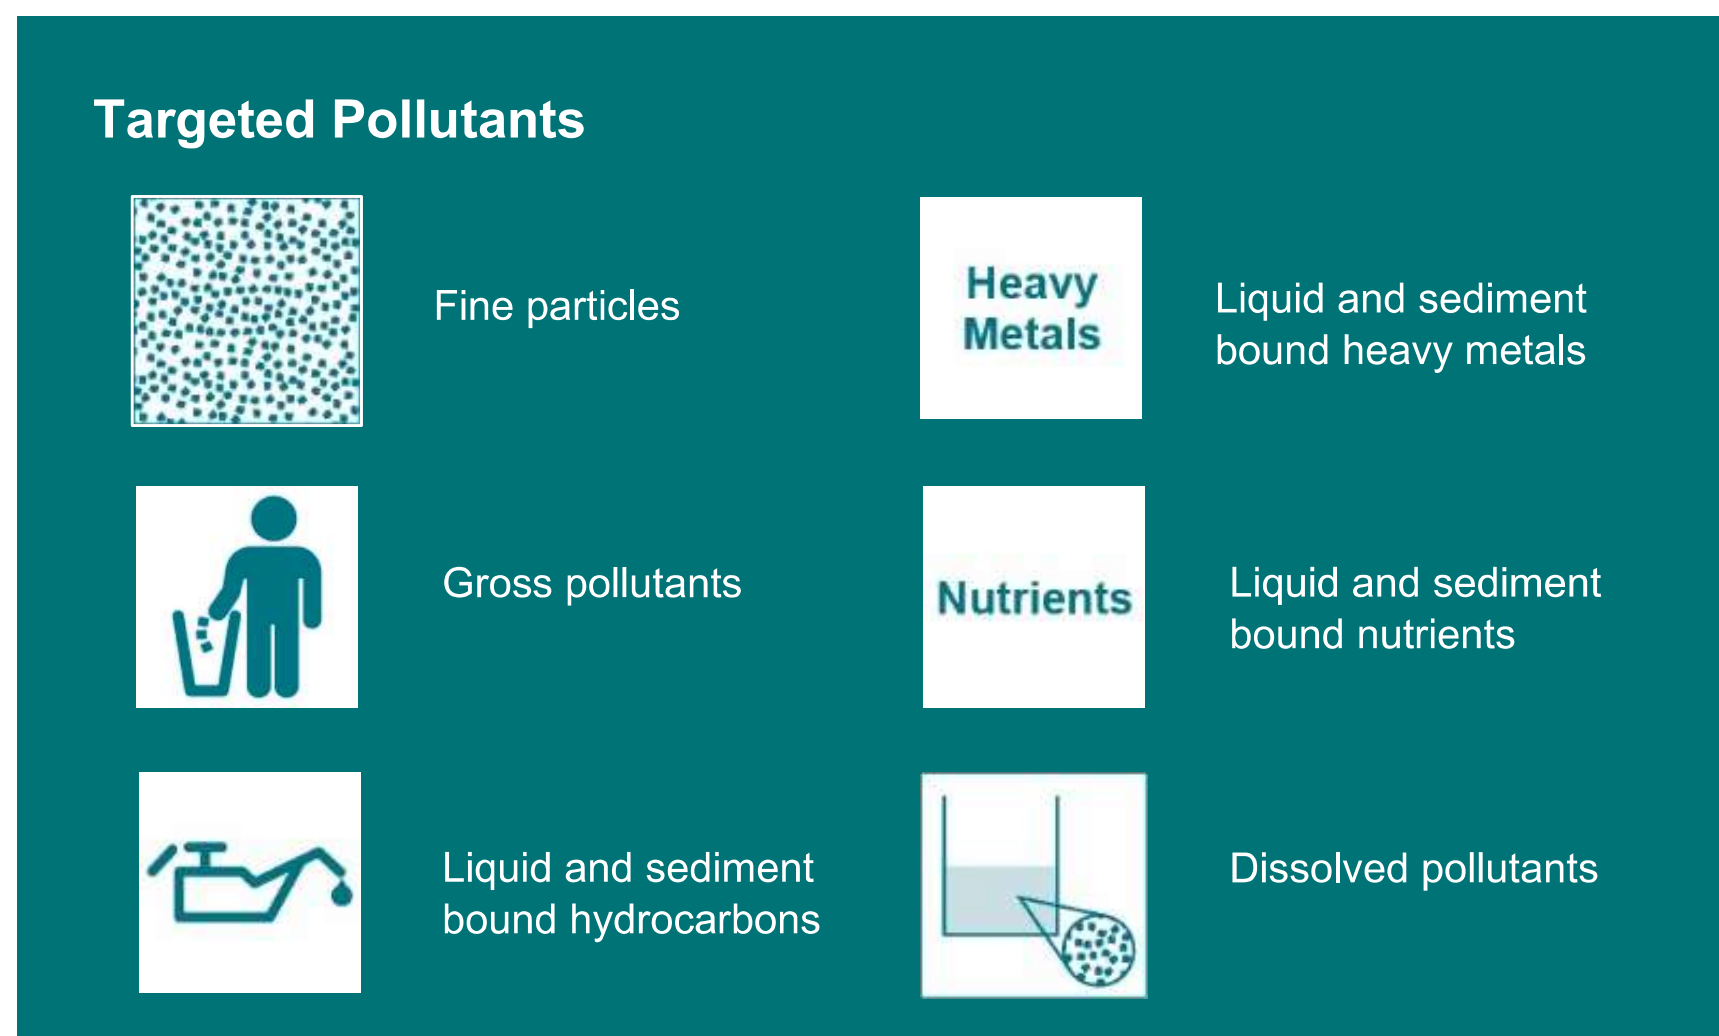 Targeted Pollutants
Fine particles
Heavy
Metals
Liquid and sediment
bound heavy metals
Gross pollutants
Nutrients
Liquid and sediment
bound nutrients
Liquid and sediment
bound hydrocarbons
Dissolved pollutants